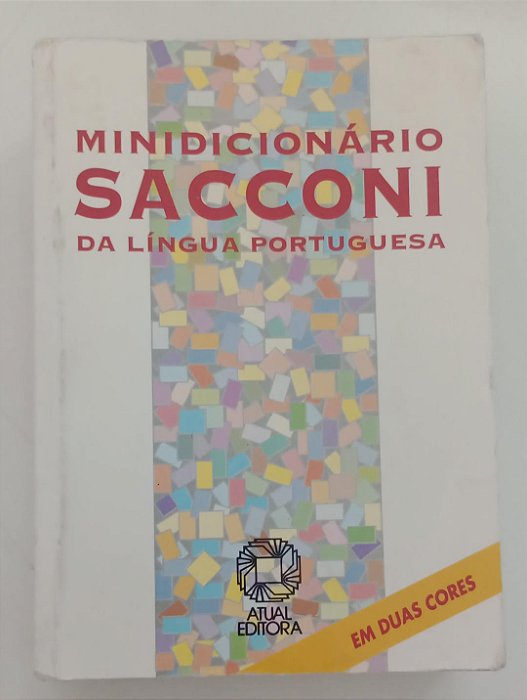 MINIDICIONÁRIO
SACCONI
DA LÍNGUA PORTUGUESA
ATUAL
EDITORA
EM DUAS CORES